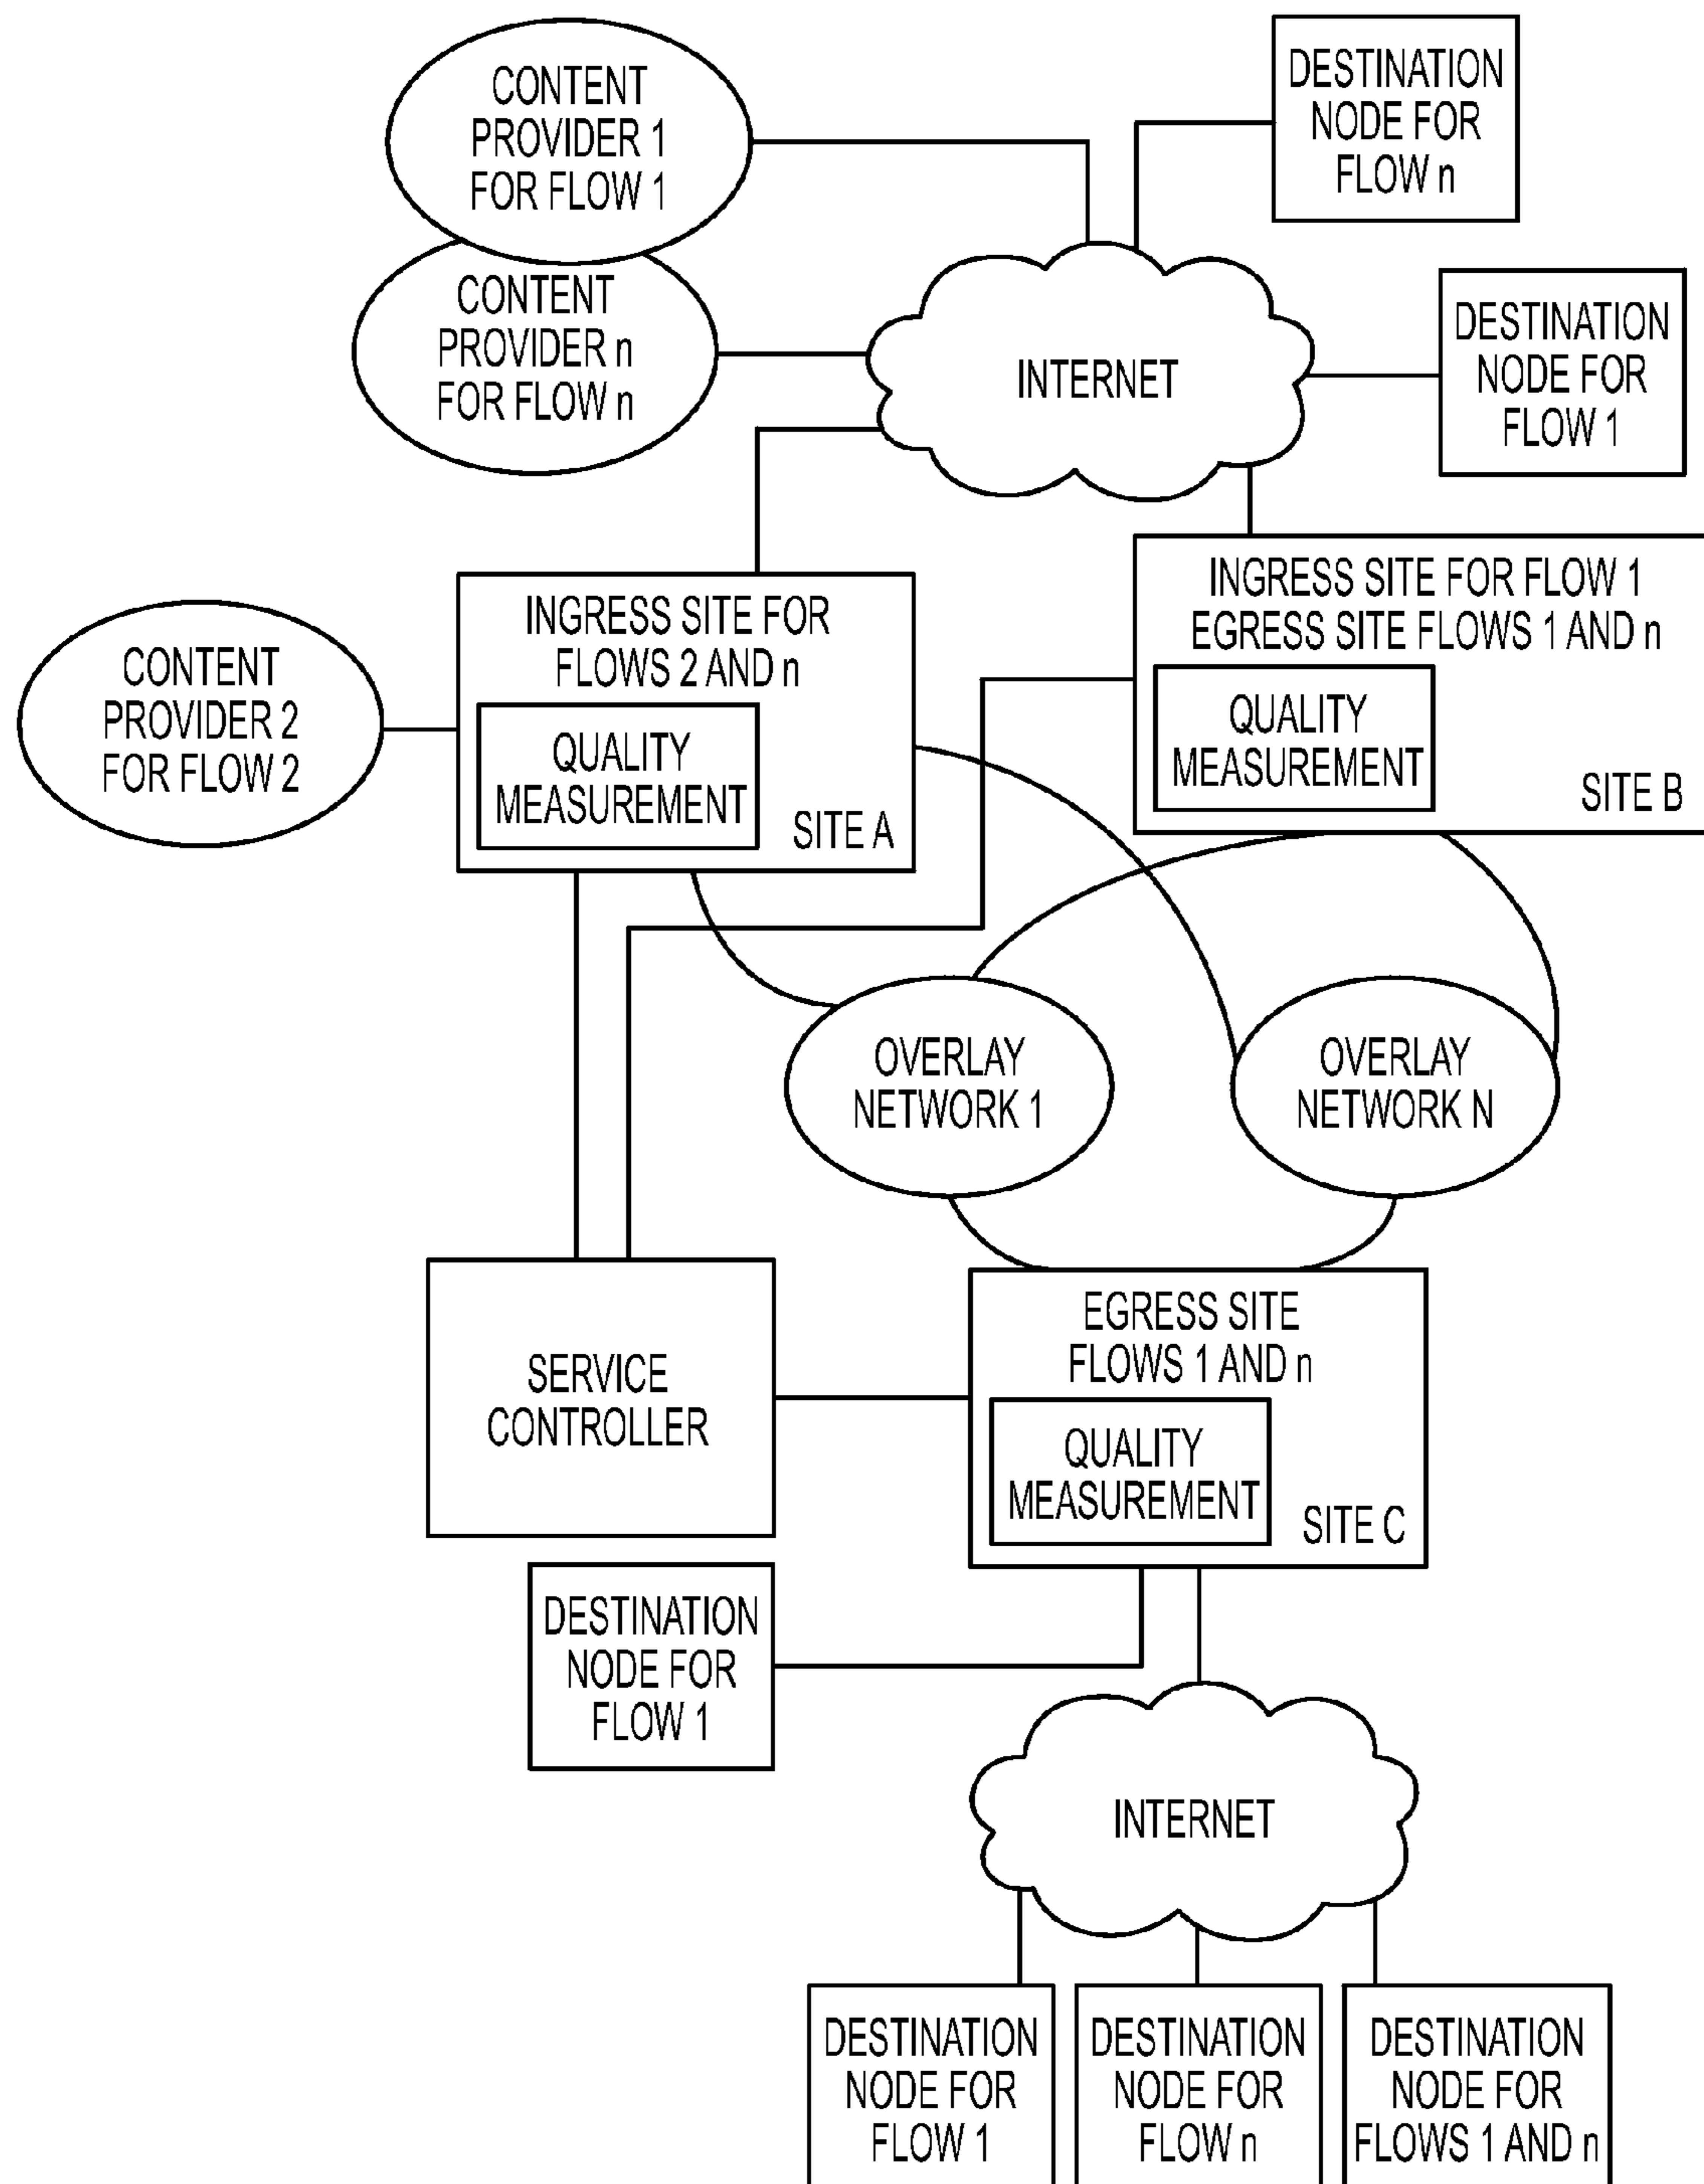 CONTENT
PROVIDER 1
FOR FLOW 1
DESTINATION
NODE FOR
FLOW n
CONTENT
PROVIDER n
FOR FLOW n
INTERNET
DESTINATION
NODE FOR
FLOW 1
INGRESS SITE FOR
FLOWS 2 AND n
QUALITY
MEASUREMENT
SITE A
INGRESS SITE FOR FLOW 1
EGRESS SITE FLOWS 1 AND n
QUALITY
MEASUREMENT
SITE B
CONTENT
PROVIDER 2
FOR FLOW 2
OVERLAY
NETWORK 1
OVERLAY
NETWORK N
SERVICE
CONTROLLER
EGRESS SITE
FLOWS 1 AND n
QUALITY
MEASUREMENT
SITE C
DESTINATION
NODE FOR
FLOW 1
INTERNET
DESTINATION
NODE FOR
FLOW 1
DESTINATION
NODE FOR
FLOW n
DESTINATION
NODE FOR
FLOWS 1 AND n